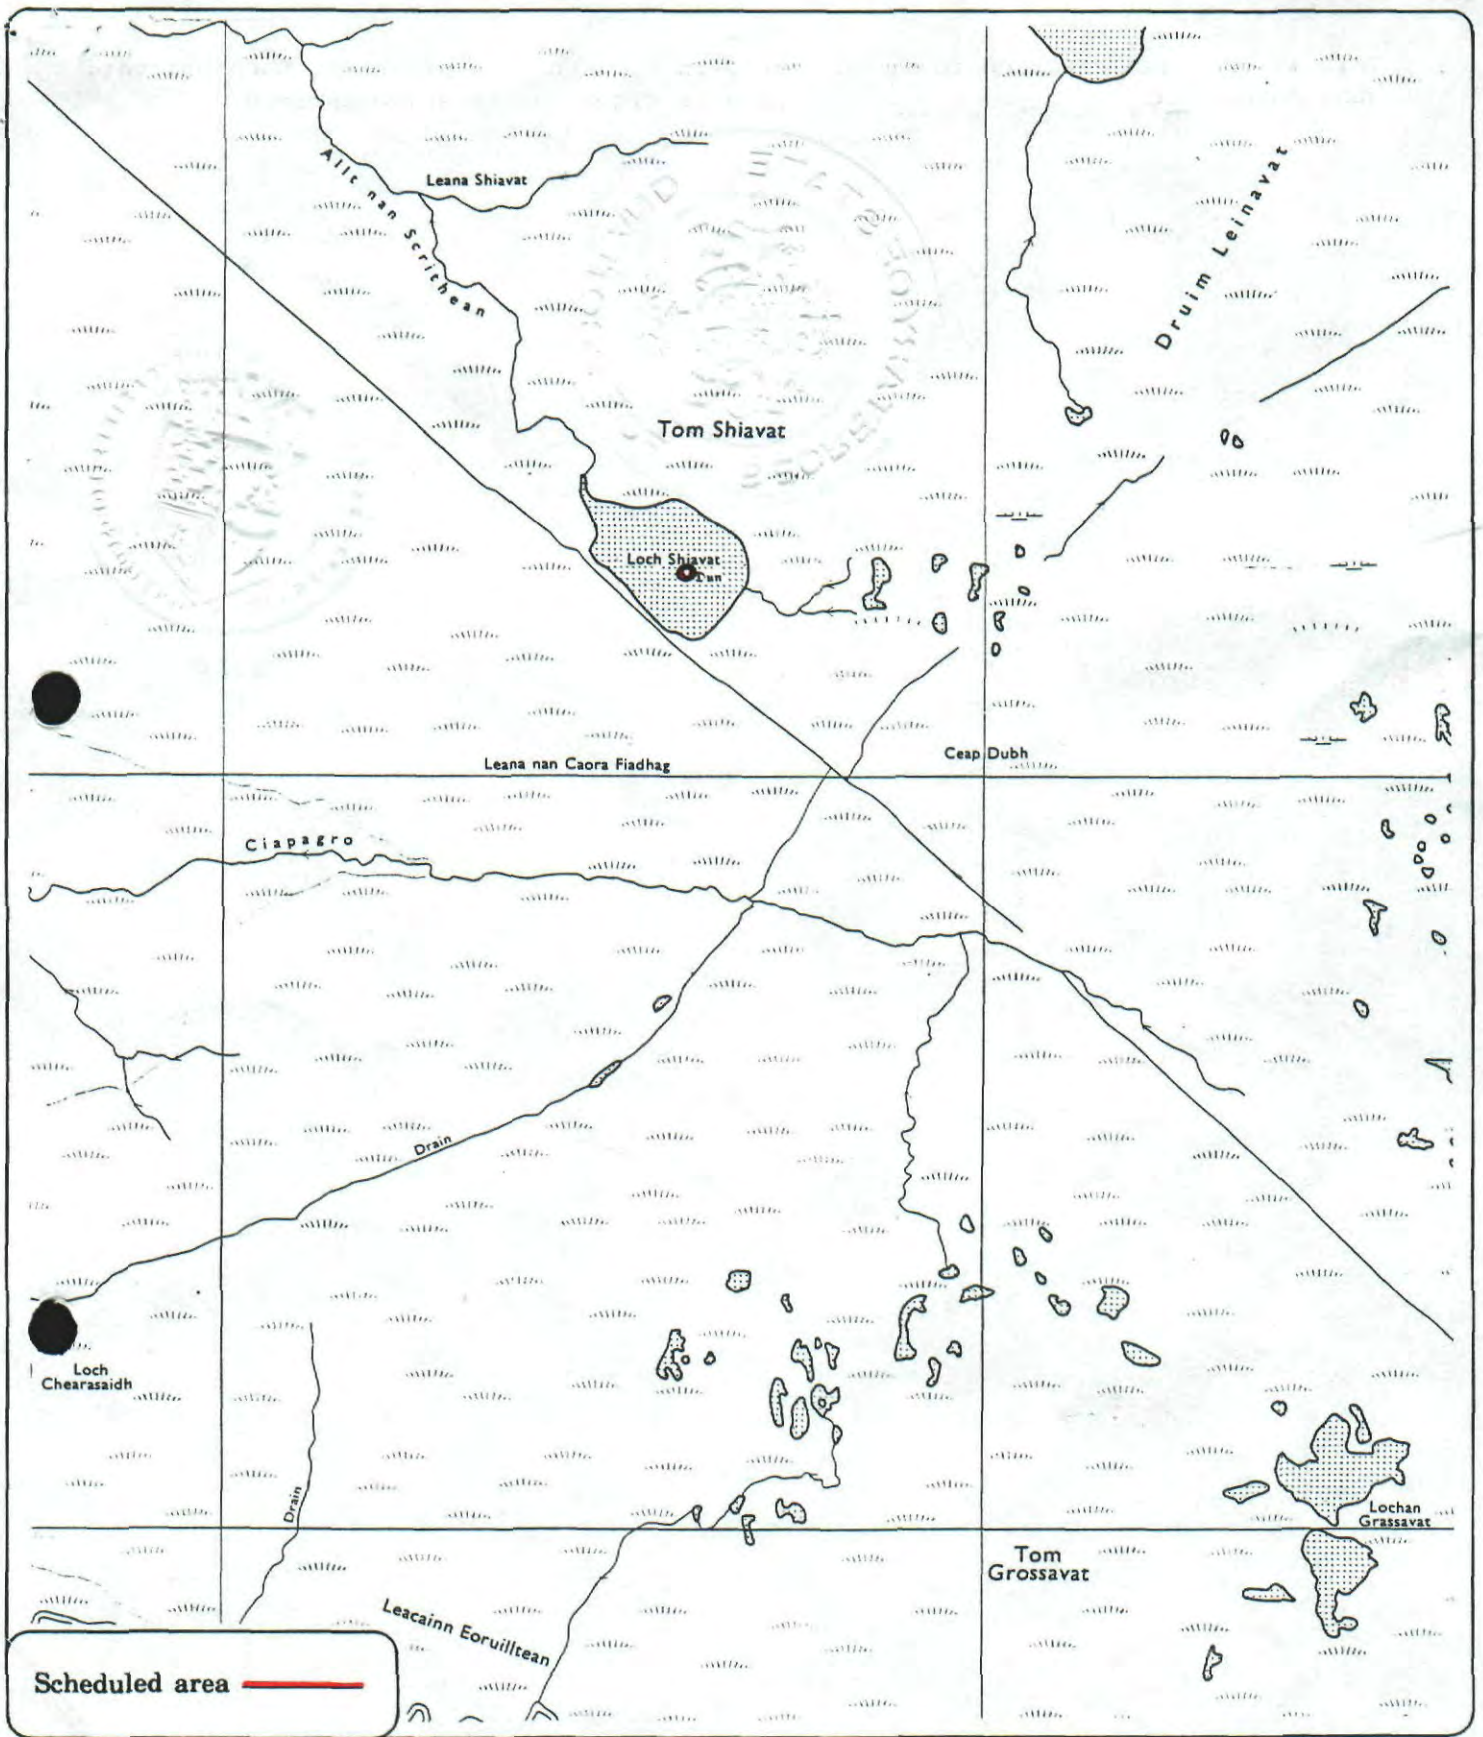 Leana Shiavat
Allt nan Scrithean
Druim Leinavat
Tom Shiavat
Loch Shiavat
Dun
Ceap Dubh
Leana nan Caora Fiadhag
Ciapagro
Drain
Loch
Chearasaidh
Drain
Lochan
Grassavat
Tom
Grossavat
Leacainn Eoruilltean
Scheduled area